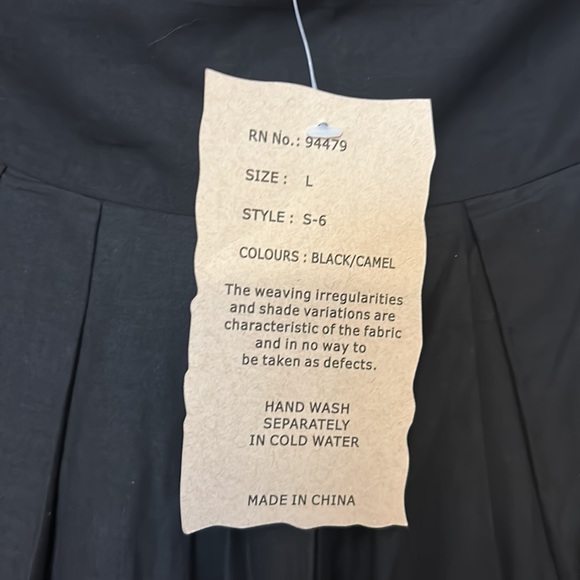 RN No.: 94479
SIZE : L
STYLE : S-6
COLOURS : BLACK/CAMEL
The weaving irregularities
and shade variations are
characteristic of the fabric
and in no way to
be taken as defects.
HAND WASH
SEPARATELY
IN COLD WATER
MADE IN CHINA